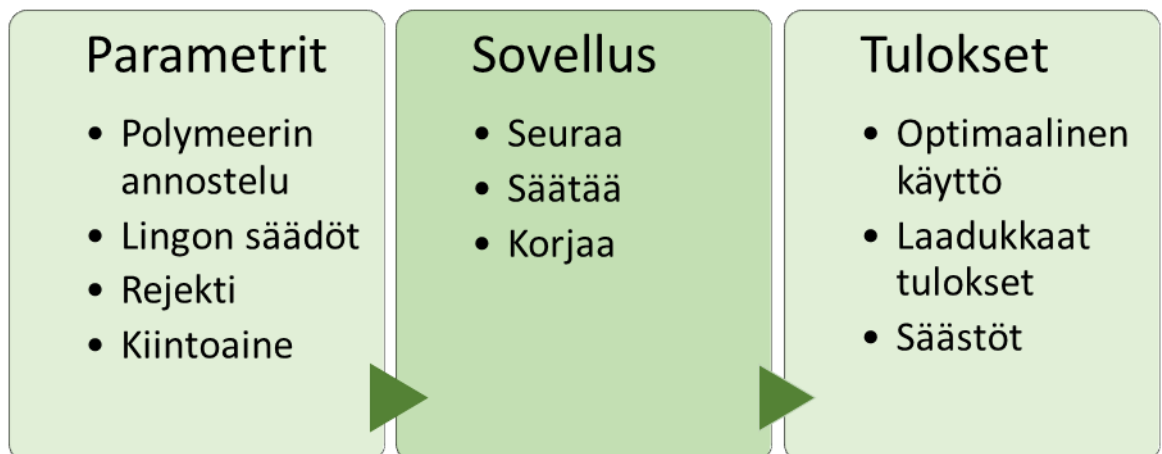 Parametrit
• Polymeerin
annostelu
• Lingon säädöt
• Rejekti
• Kiintoaine
Sovellus
• Seuraa
• Säätää
• Korjaa
Tulokset
• Optimaalinen
käyttö
• Laadukkaat
tulokset
• Säästöt